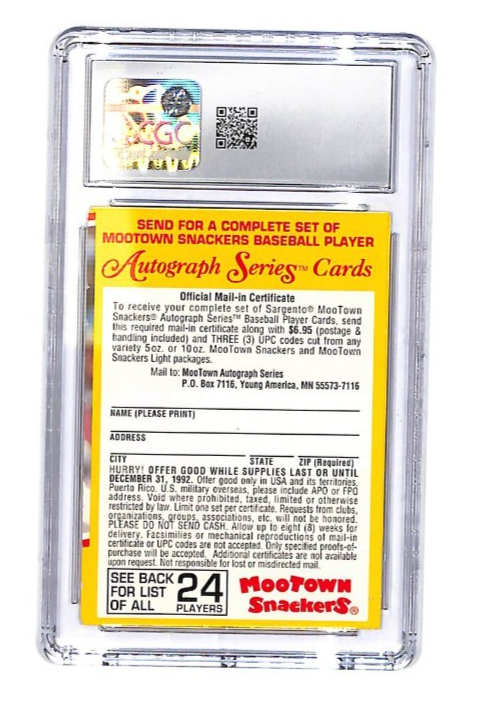 CGC
SEND FOR A COMPLETE SET OF
MOOTOWN SNACKERS BASEBALL PLAYER
Autograph Series™ Cards
Official Mail-in Certificate
To receive your complete set of Sargento® MooTown
Snackers® Autograph Series™ Baseball Player Cards, send
this required mail-in certificate along with $6.95 (postage &
handling included) and THREE (3) UPC codes cut from any
variety 5oz. or 10oz. MooTown Snackers and MooTown
Snackers Light packages.
Mail to: MooTown Autograph Series
P.O. Box 7116, Young America, MN 55573-7116
NAME (PLEASE PRINT)
ADDRESS
CITY STATE ZIP (Required)
HURRY! OFFER GOOD WHILE SUPPLIES LAST OR UNTIL
DECEMBER 31, 1992. Offer good only in USA and its territories,
Puerto Rico. U.S. military overseas, please include APO or FPO
address. Void where prohibited, taxed, limited or otherwise
restricted by law. Limit one set per certificate. Requests from clubs,
organizations, groups, associations, etc. will not be honored.
PLEASE DO NOT SEND CASH. Allow up to eight (8) weeks for
delivery. Facsimilies or mechanical reproductions of mail-in
certificate or UPC codes are not accepted. Only specified proofs-of-
purchase will be accepted. Additional certificates are not available
upon request. Not responsible for lost or misdirected mail.
SEE BACK
FOR LIST
OF ALL
24
PLAYERS
MooTown
SnackerS®